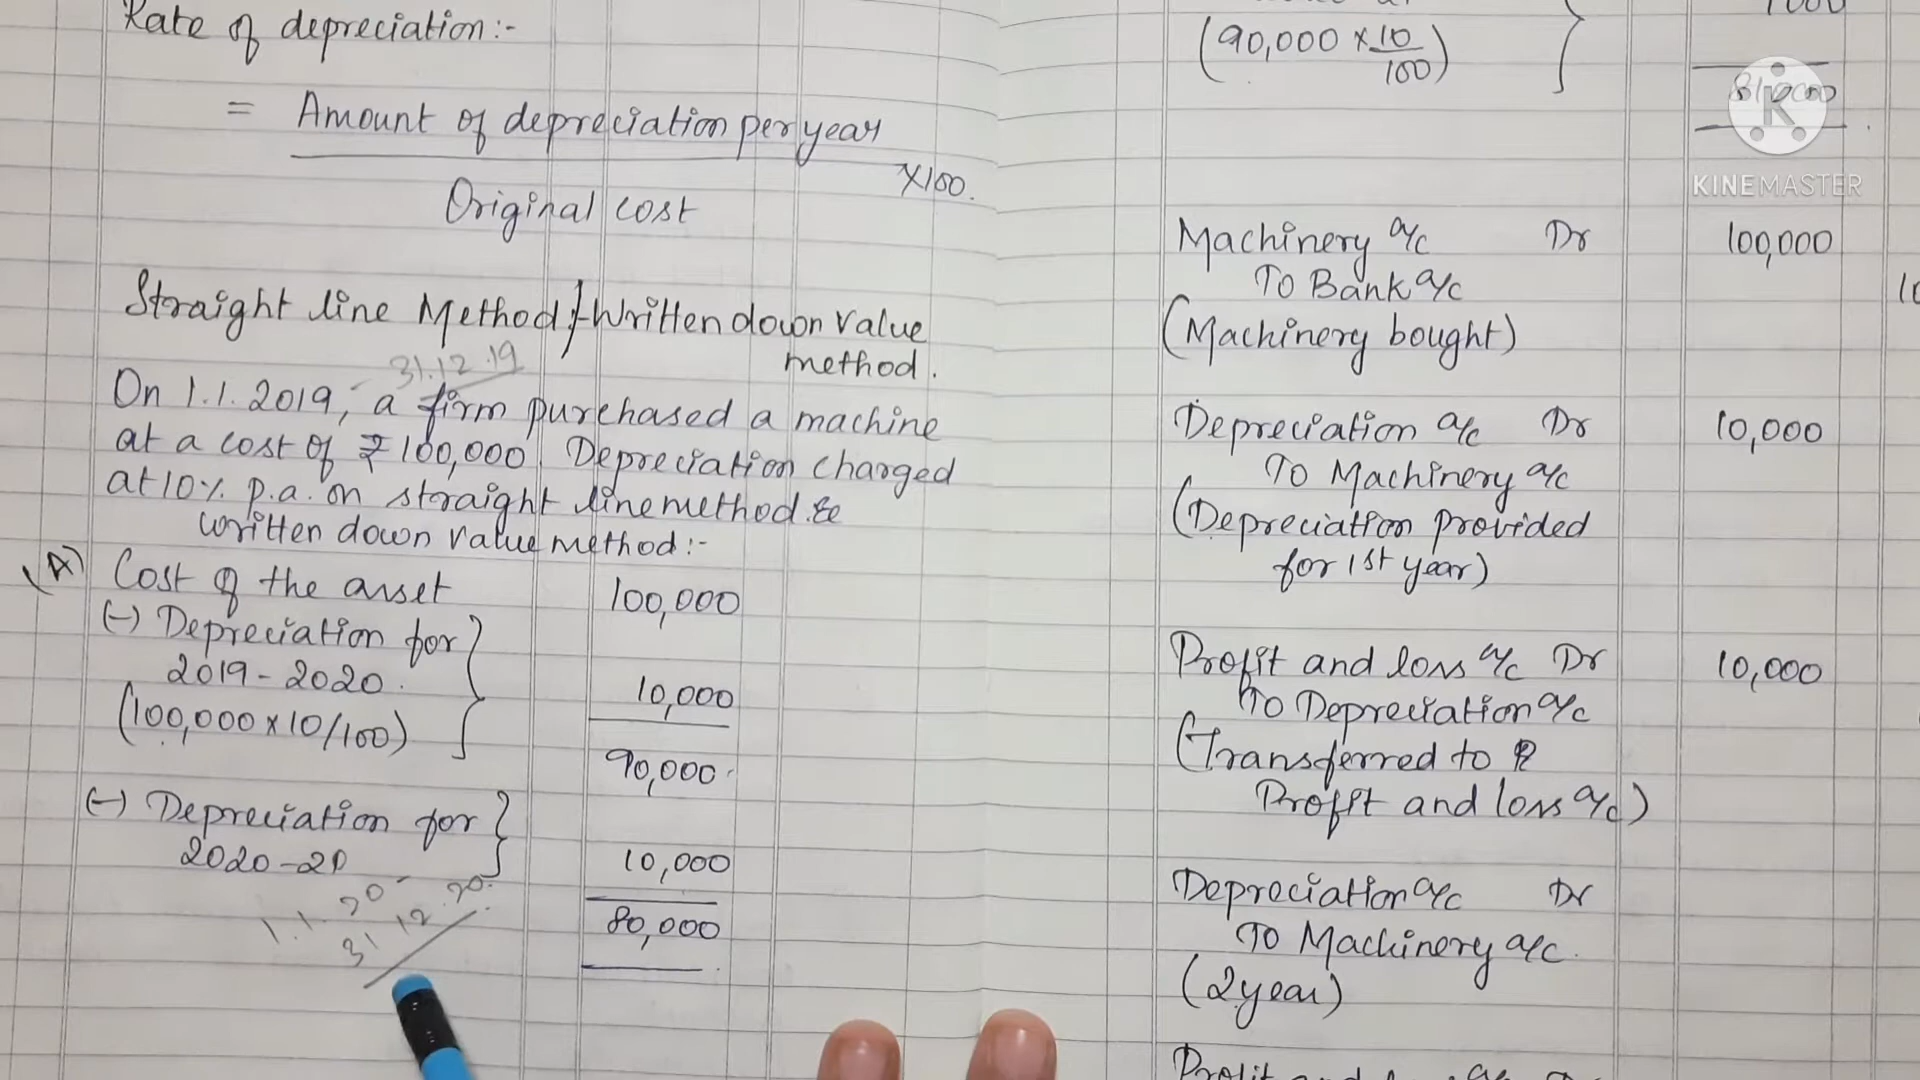 Rate of depreciation:-
= Amount of depreciation per year
×100.
Original cost
Straight line Method / Written down value
method.
31.12.19
On 1.1.2019, a firm purchased a machine
at a cost of ₹ 100,000 Depreciation charged
at 10% p.a. on straight line method &
written down value method:-
(A) Cost of the asset 100,000
(-) Depreciation for
2019-2020. 10,000
(100,000 × 10/100)
90,000
(-) Depreciation for
2020-21 10,000
1.1.20-
31.12.20.
80,000
(90,000 × 10/100)
KINEMASTER
Machinery a/c Dr 100,000
To Bank a/c
(Machinery bought)
Depreciation a/c Dr 10,000
To Machinery a/c
(Depreciation provided
for 1st year)
Profit and loss a/c Dr 10,000
To Depreciation a/c
(Transferred to
Profit and loss a/c)
Depreciation a/c Dr
To Machinery a/c.
(2 year)